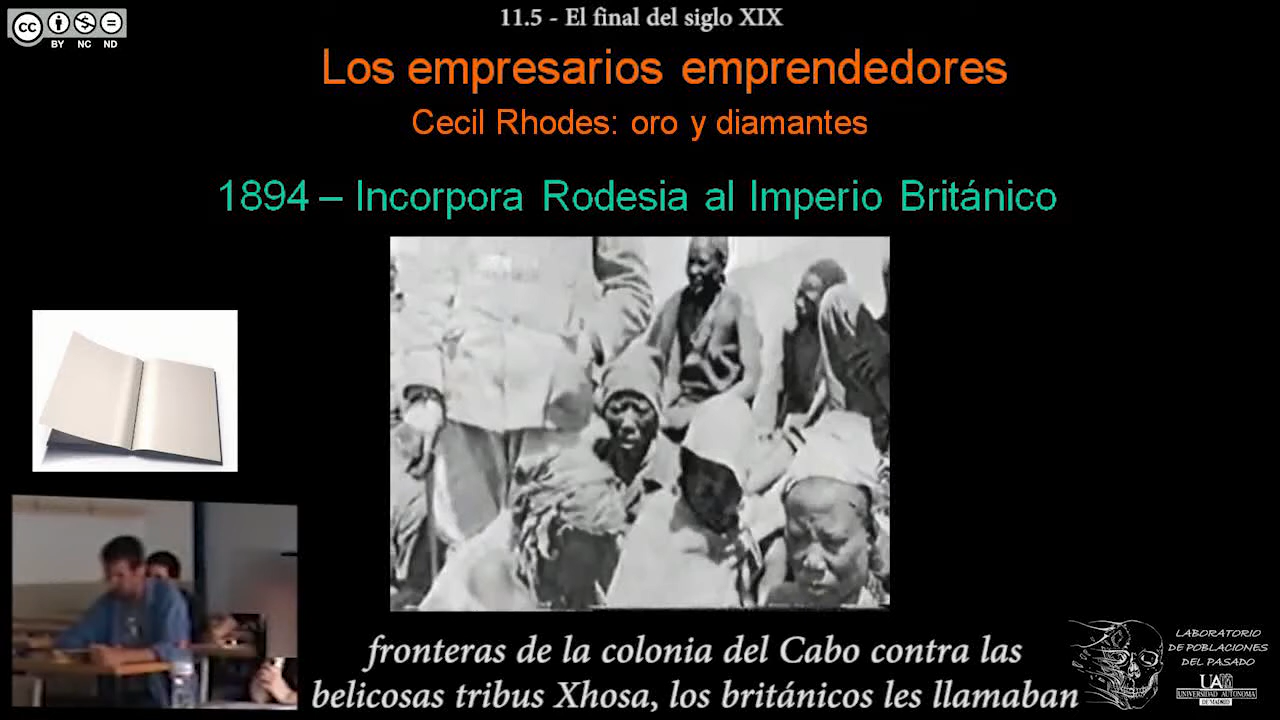 11.5 - El final del siglo XIX
BY NC ND
Los empresarios emprendedores
Cecil Rhodes: oro y diamantes
1894 – Incorpora Rodesia al Imperio Británico
fronteras de la colonia del Cabo contra las
belicosas tribus Xhosa, los británicos les llamaban
LABORATORIO
DE POBLACIONES
DEL PASADO
UAM
UNIVERSIDAD AUTONOMA
DE MADRID